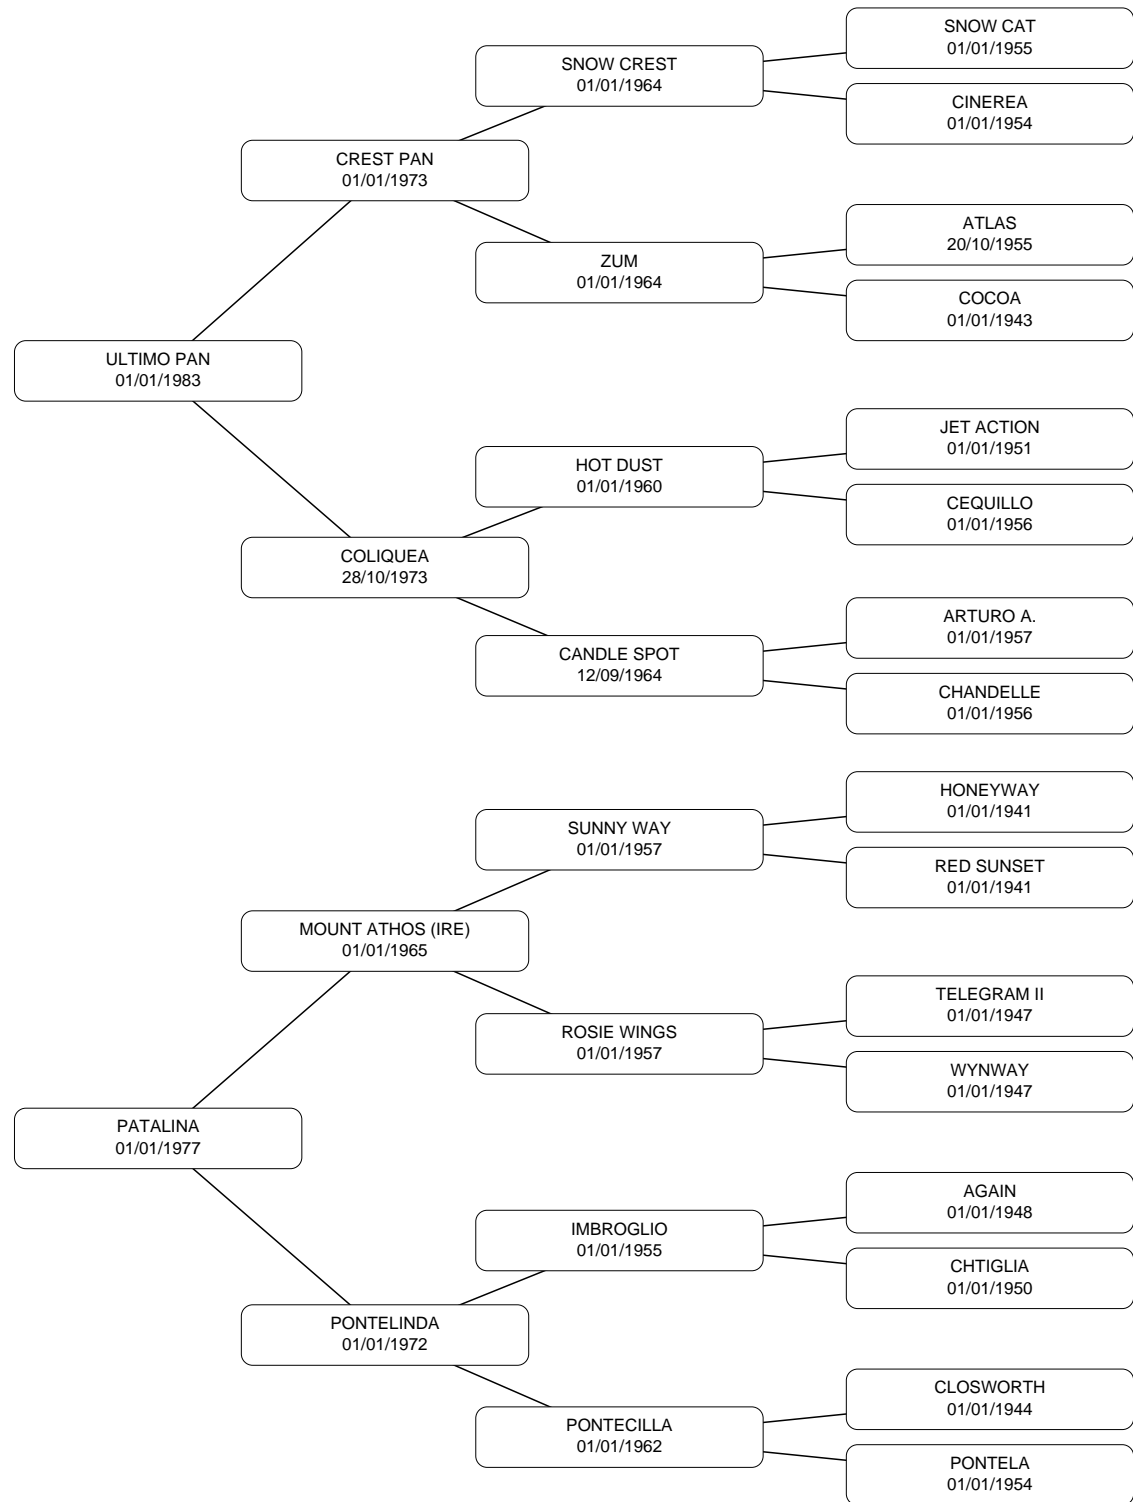 SNOW CAT
01/01/1955
SNOW CREST
01/01/1964
CINEREA
01/01/1954
CREST PAN
01/01/1973
ATLAS
20/10/1955
ZUM
01/01/1964
COCOA
01/01/1943
ULTIMO PAN
01/01/1983
JET ACTION
01/01/1951
HOT DUST
01/01/1960
CEQUILLO
01/01/1956
COLIQUEA
28/10/1973
ARTURO A.
01/01/1957
CANDLE SPOT
12/09/1964
CHANDELLE
01/01/1956
HONEYWAY
01/01/1941
SUNNY WAY
01/01/1957
RED SUNSET
01/01/1941
MOUNT ATHOS (IRE)
01/01/1965
TELEGRAM II
01/01/1947
ROSIE WINGS
01/01/1957
WYNWAY
01/01/1947
PATALINA
01/01/1977
AGAIN
01/01/1948
IMBROGLIO
01/01/1955
CHTIGLIA
01/01/1950
PONTELINDA
01/01/1972
CLOSWORTH
01/01/1944
PONTECILLA
01/01/1962
PONTELA
01/01/1954